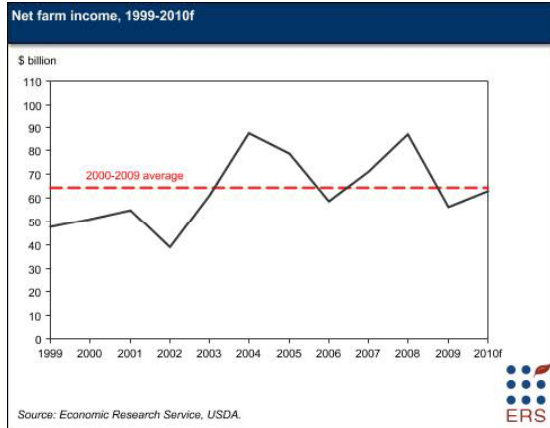 Net farm income, 1999-2010f
$ billion
110
100
90
80
70
60
50
40
30
20
10
0
2000-2009 average
1999 2000 2001 2002 2003 2004 2005 2006 2007 2008 2009 2010f
Source: Economic Research Service, USDA.
ERS